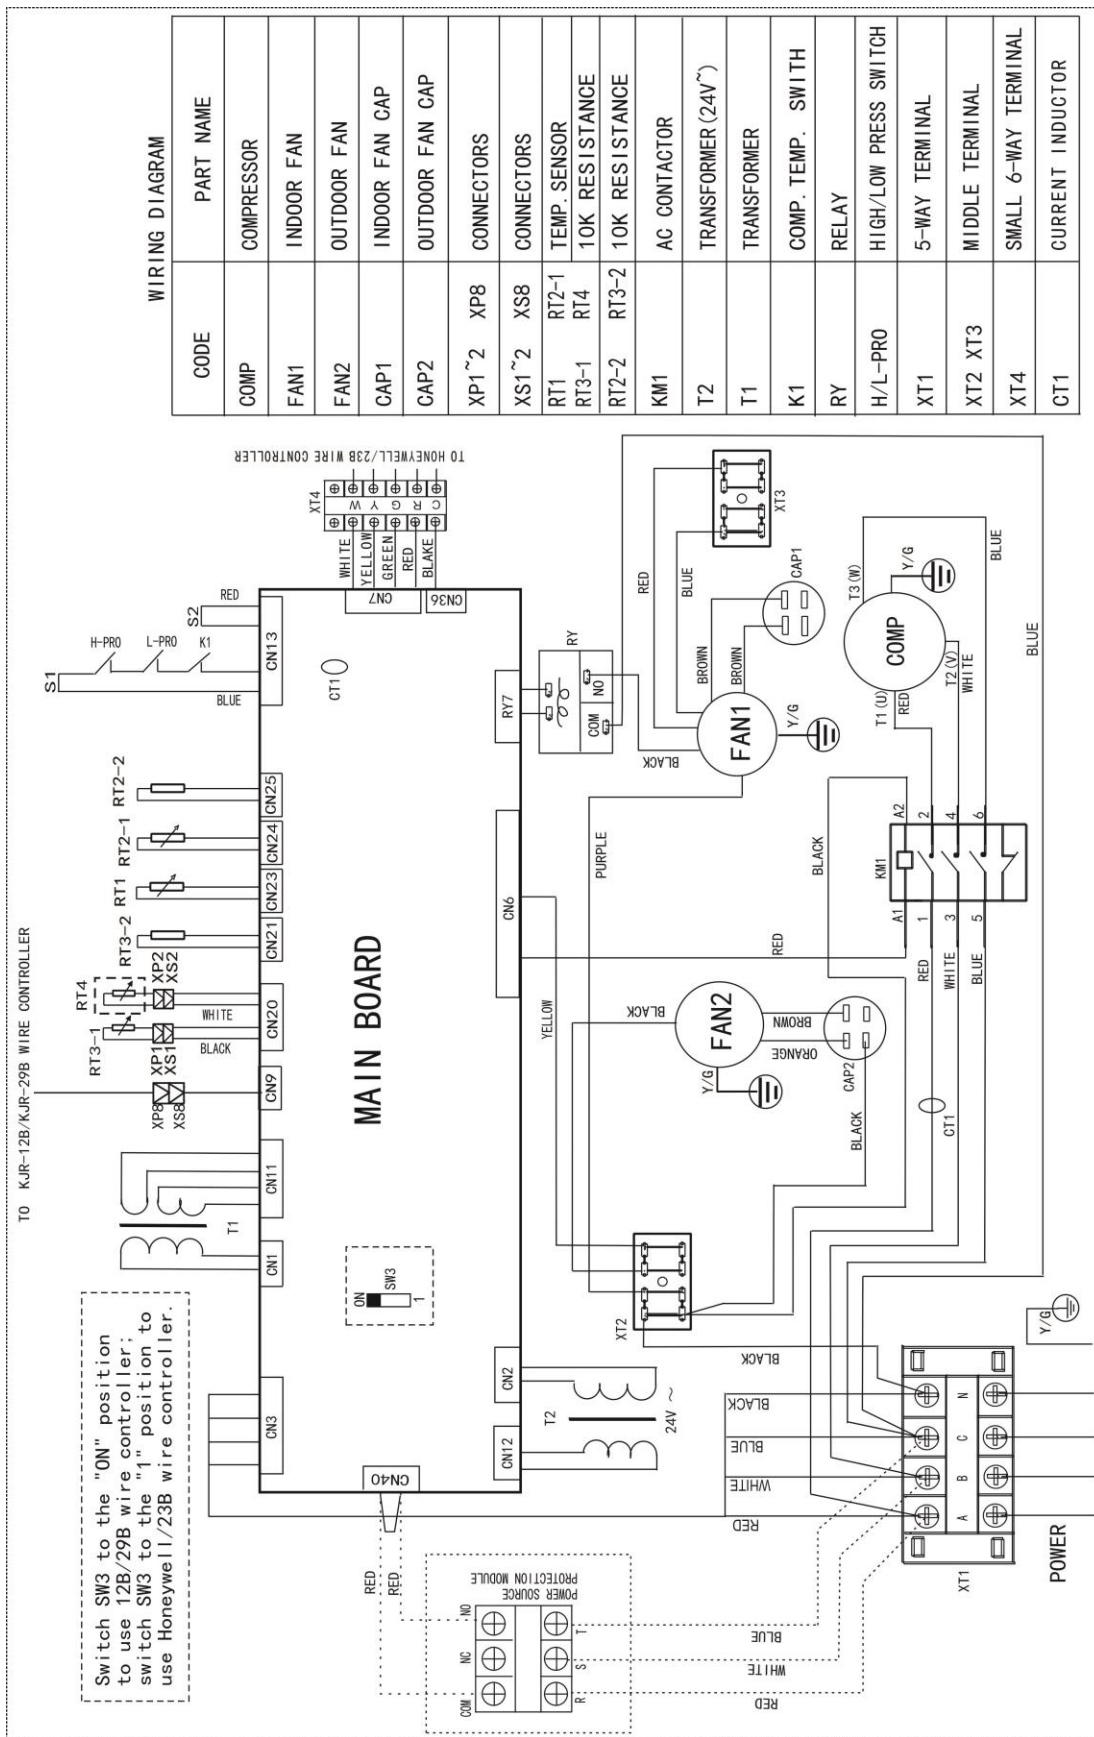 WIRING DIAGRAM
CODE PART NAME
COMP COMPRESSOR
FAN1 INDOOR FAN
FAN2 OUTDOOR FAN
CAP1 INDOOR FAN CAP
CAP2 OUTDOOR FAN CAP
XP1~2 XP8 CONNECTORS
XS1~2 XS8 CONNECTORS
RT1 RT2-1 TEMP. SENSOR
RT3-1 RT4 10K RESISTANCE
RT2-2 RT3-2 10K RESISTANCE
KM1 AC CONTACTOR
T2 TRANSFORMER(24V~)
T1 TRANSFORMER
K1 COMP. TEMP. SWITH
RY RELAY
H/L-PRO HIGH/LOW PRESS SWITCH
XT1 5-WAY TERMINAL
XT2 XT3 MIDDLE TERMINAL
XT4 SMALL 6-WAY TERMINAL
CT1 CURRENT INDUCTOR
TO KJR-12B/KJR-29B WIRE CONTROLLER
Switch SW3 to the "ON" position
to use 12B/29B wire controller;
switch SW3 to the "1" position to
use Honeywell/23B wire controller.
T1
XP8
XS8
RT3-1
XP1
XS1
BLACK
RT4
XP2
XS2
WHITE
RT3-2
RT1
RT2-1
RT2-2
S1
H-PRO
L-PRO
K1
BLUE
S2
RED
CN3
CN1
CN11
CN9
CN20
CN21
CN23
CN24
CN25
CN13
CT1
MAIN BOARD
ON
SW3
1
CN40
CN12
CN2
CN6
RY7
CN7
CN36
WHITE
YELLOW
GREEN
RED
BLAKE
XT4
W
Y
G
R
C
TO HONEYWELL/23B WIRE CONTROLLER
T2
24V ~
RED
RED
POWER SOURCE
PROTECTION MODULE
COM
NC
NO
R
S
T
RED
WHITE
BLUE
RED
WHITE
BLUE
BLACK
BLACK
XT2
YELLOW
PURPLE
BLACK
FAN2
Y/G
ORANGE
BROWN
CAP2
BLACK
RED
BLACK
RY
COM
NO
BLACK
FAN1
Y/G
BROWN
BROWN
CAP1
RED
BLUE
XT3
KM1
A1
A2
1
2
3
4
5
6
RED
WHITE
BLUE
CT1
COMP
T1(U)
RED
T2(V)
WHITE
T3(W)
Y/G
BLUE
BLUE
XT1
A
B
C
N
POWER
Y/G